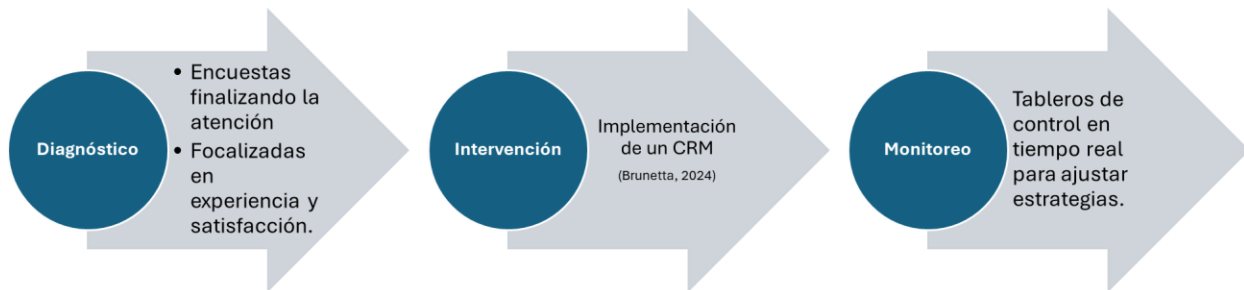 Diagnóstico
• Encuestas
finalizando la
atención
• Focalizadas
en
experiencia y
satisfacción.
Intervención
Implementación
de un CRM
(Brunetta, 2024)
Monitoreo
Tableros de
control en
tiempo real
para ajustar
estrategias.